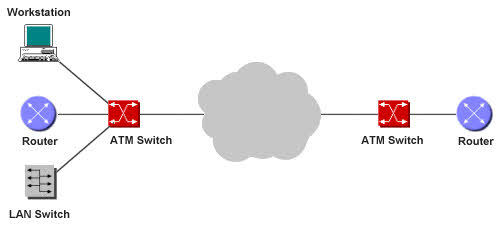 Workstation
Router
ATM Switch
ATM Switch
Router
LAN Switch